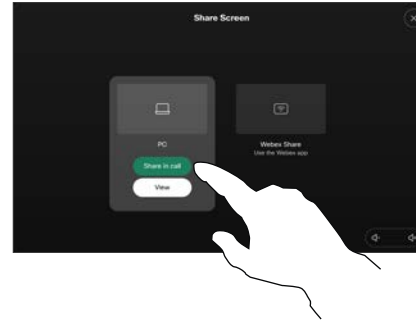 Share Screen
PC
Webex Share
Use the Webex app
Share in call
View